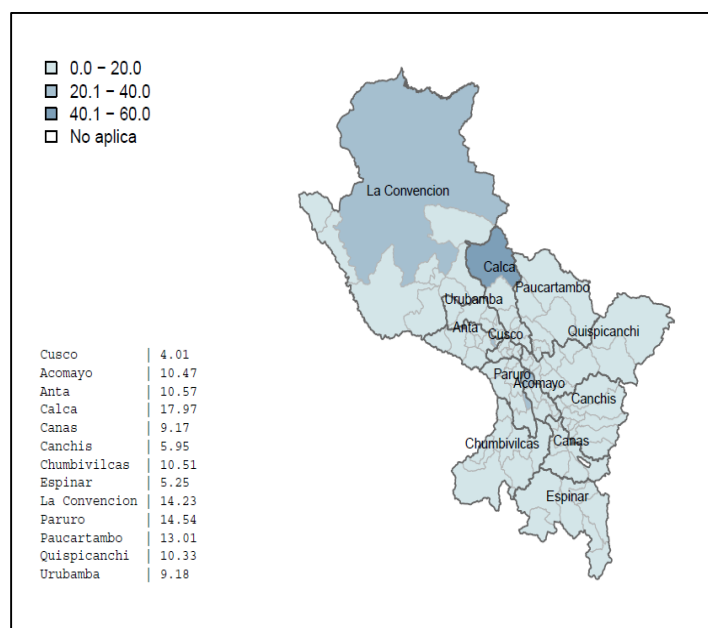 0.0 − 20.0
20.1 − 40.0
40.1 − 60.0
No aplica
La Convencion
Calca
Paucartambo
Urubamba
Quispicanchi
Anta
Cusco
Paruro
Acomayo
Canchis
Chumbivilcas
Canas
Espinar
Cusco | 4.01
Acomayo | 10.47
Anta | 10.57
Calca | 17.97
Canas | 9.17
Canchis | 5.95
Chumbivilcas | 10.51
Espinar | 5.25
La Convencion | 14.23
Paruro | 14.54
Paucartambo | 13.01
Quispicanchi | 10.33
Urubamba | 9.18